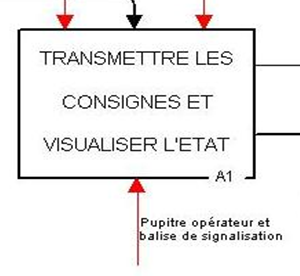 TRANSMETTRE LES
CONSIGNES ET
VISUALISER L'ETAT
A1
Pupitre opérateur et
balise de signalisation